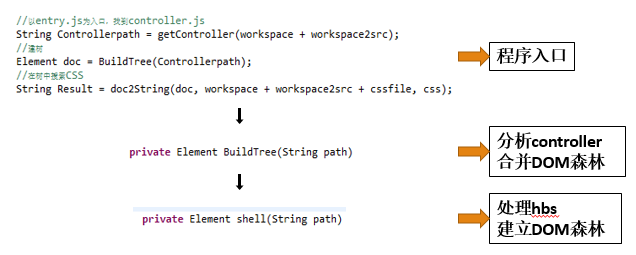 //以entry.js为入口，找到controller.js
String Controllerpath = getController(workspace + workspace2src);
//建树
Element doc = BuildTree(Controllerpath);
//在树中搜索CSS
String Result = doc2String(doc, workspace + workspace2src + cssfile, css);
程序入口
private Element BuildTree(String path)
分析controller
合并DOM森林
private Element shell(String path)
处理hbs
建立DOM森林